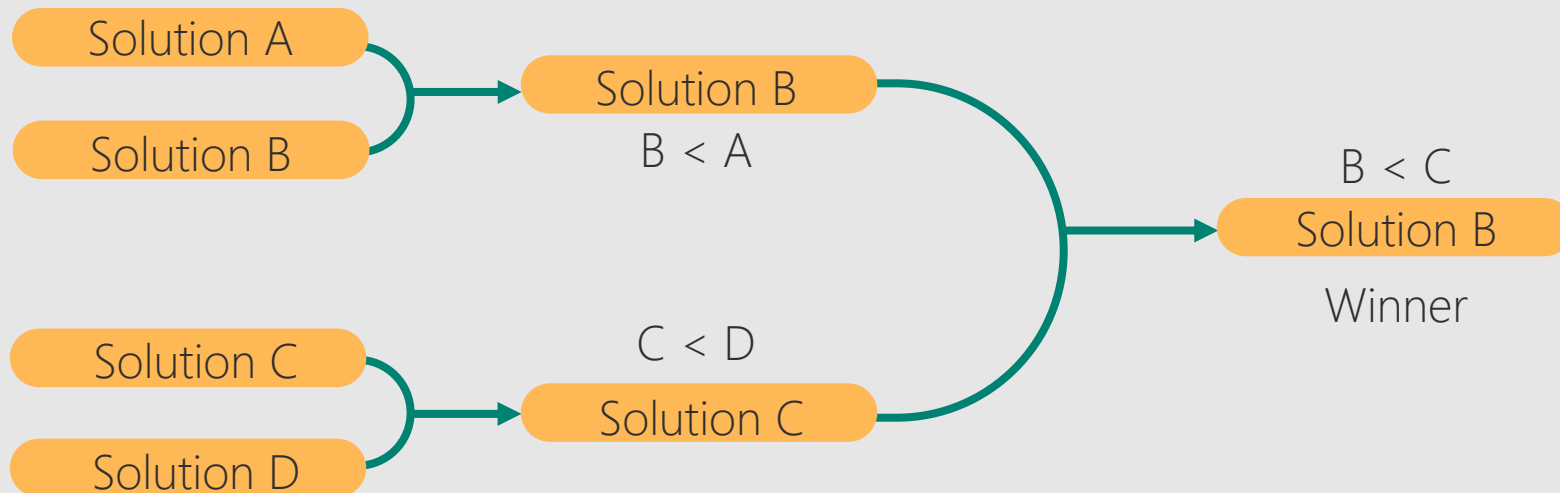 Solution A
Solution B
Solution B
B < A
Solution C
Solution D
C < D
Solution C
B < C
Solution B
Winner